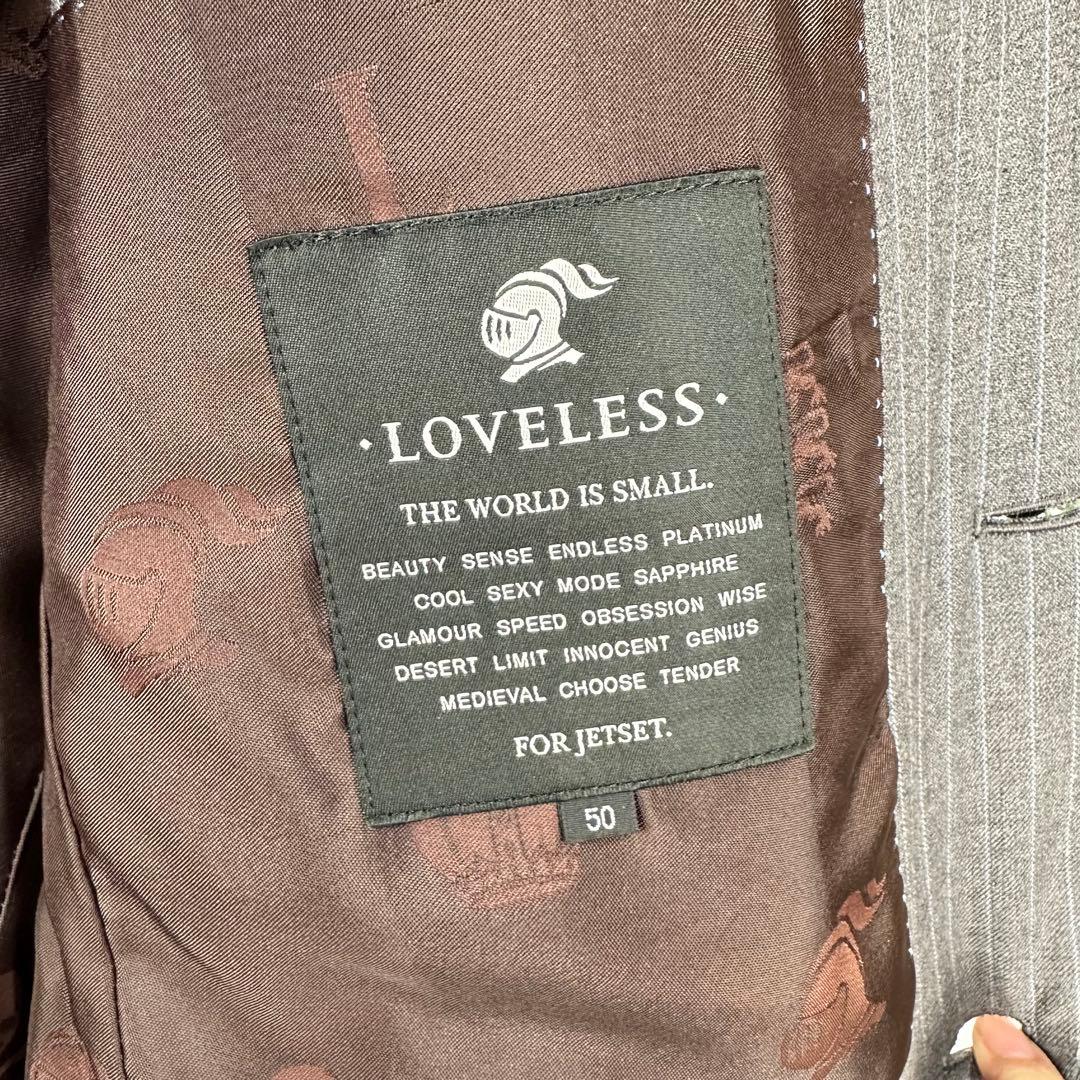 ·LOVELESS·
THE WORLD IS SMALL.
BEAUTY SENSE ENDLESS PLATINUM
COOL SEXY MODE SAPPHIRE
GLAMOUR SPEED OBSESSION WISE
DESERT LIMIT INNOCENT GENIUS
MEDIEVAL CHOOSE TENDER
FOR JETSET.
50